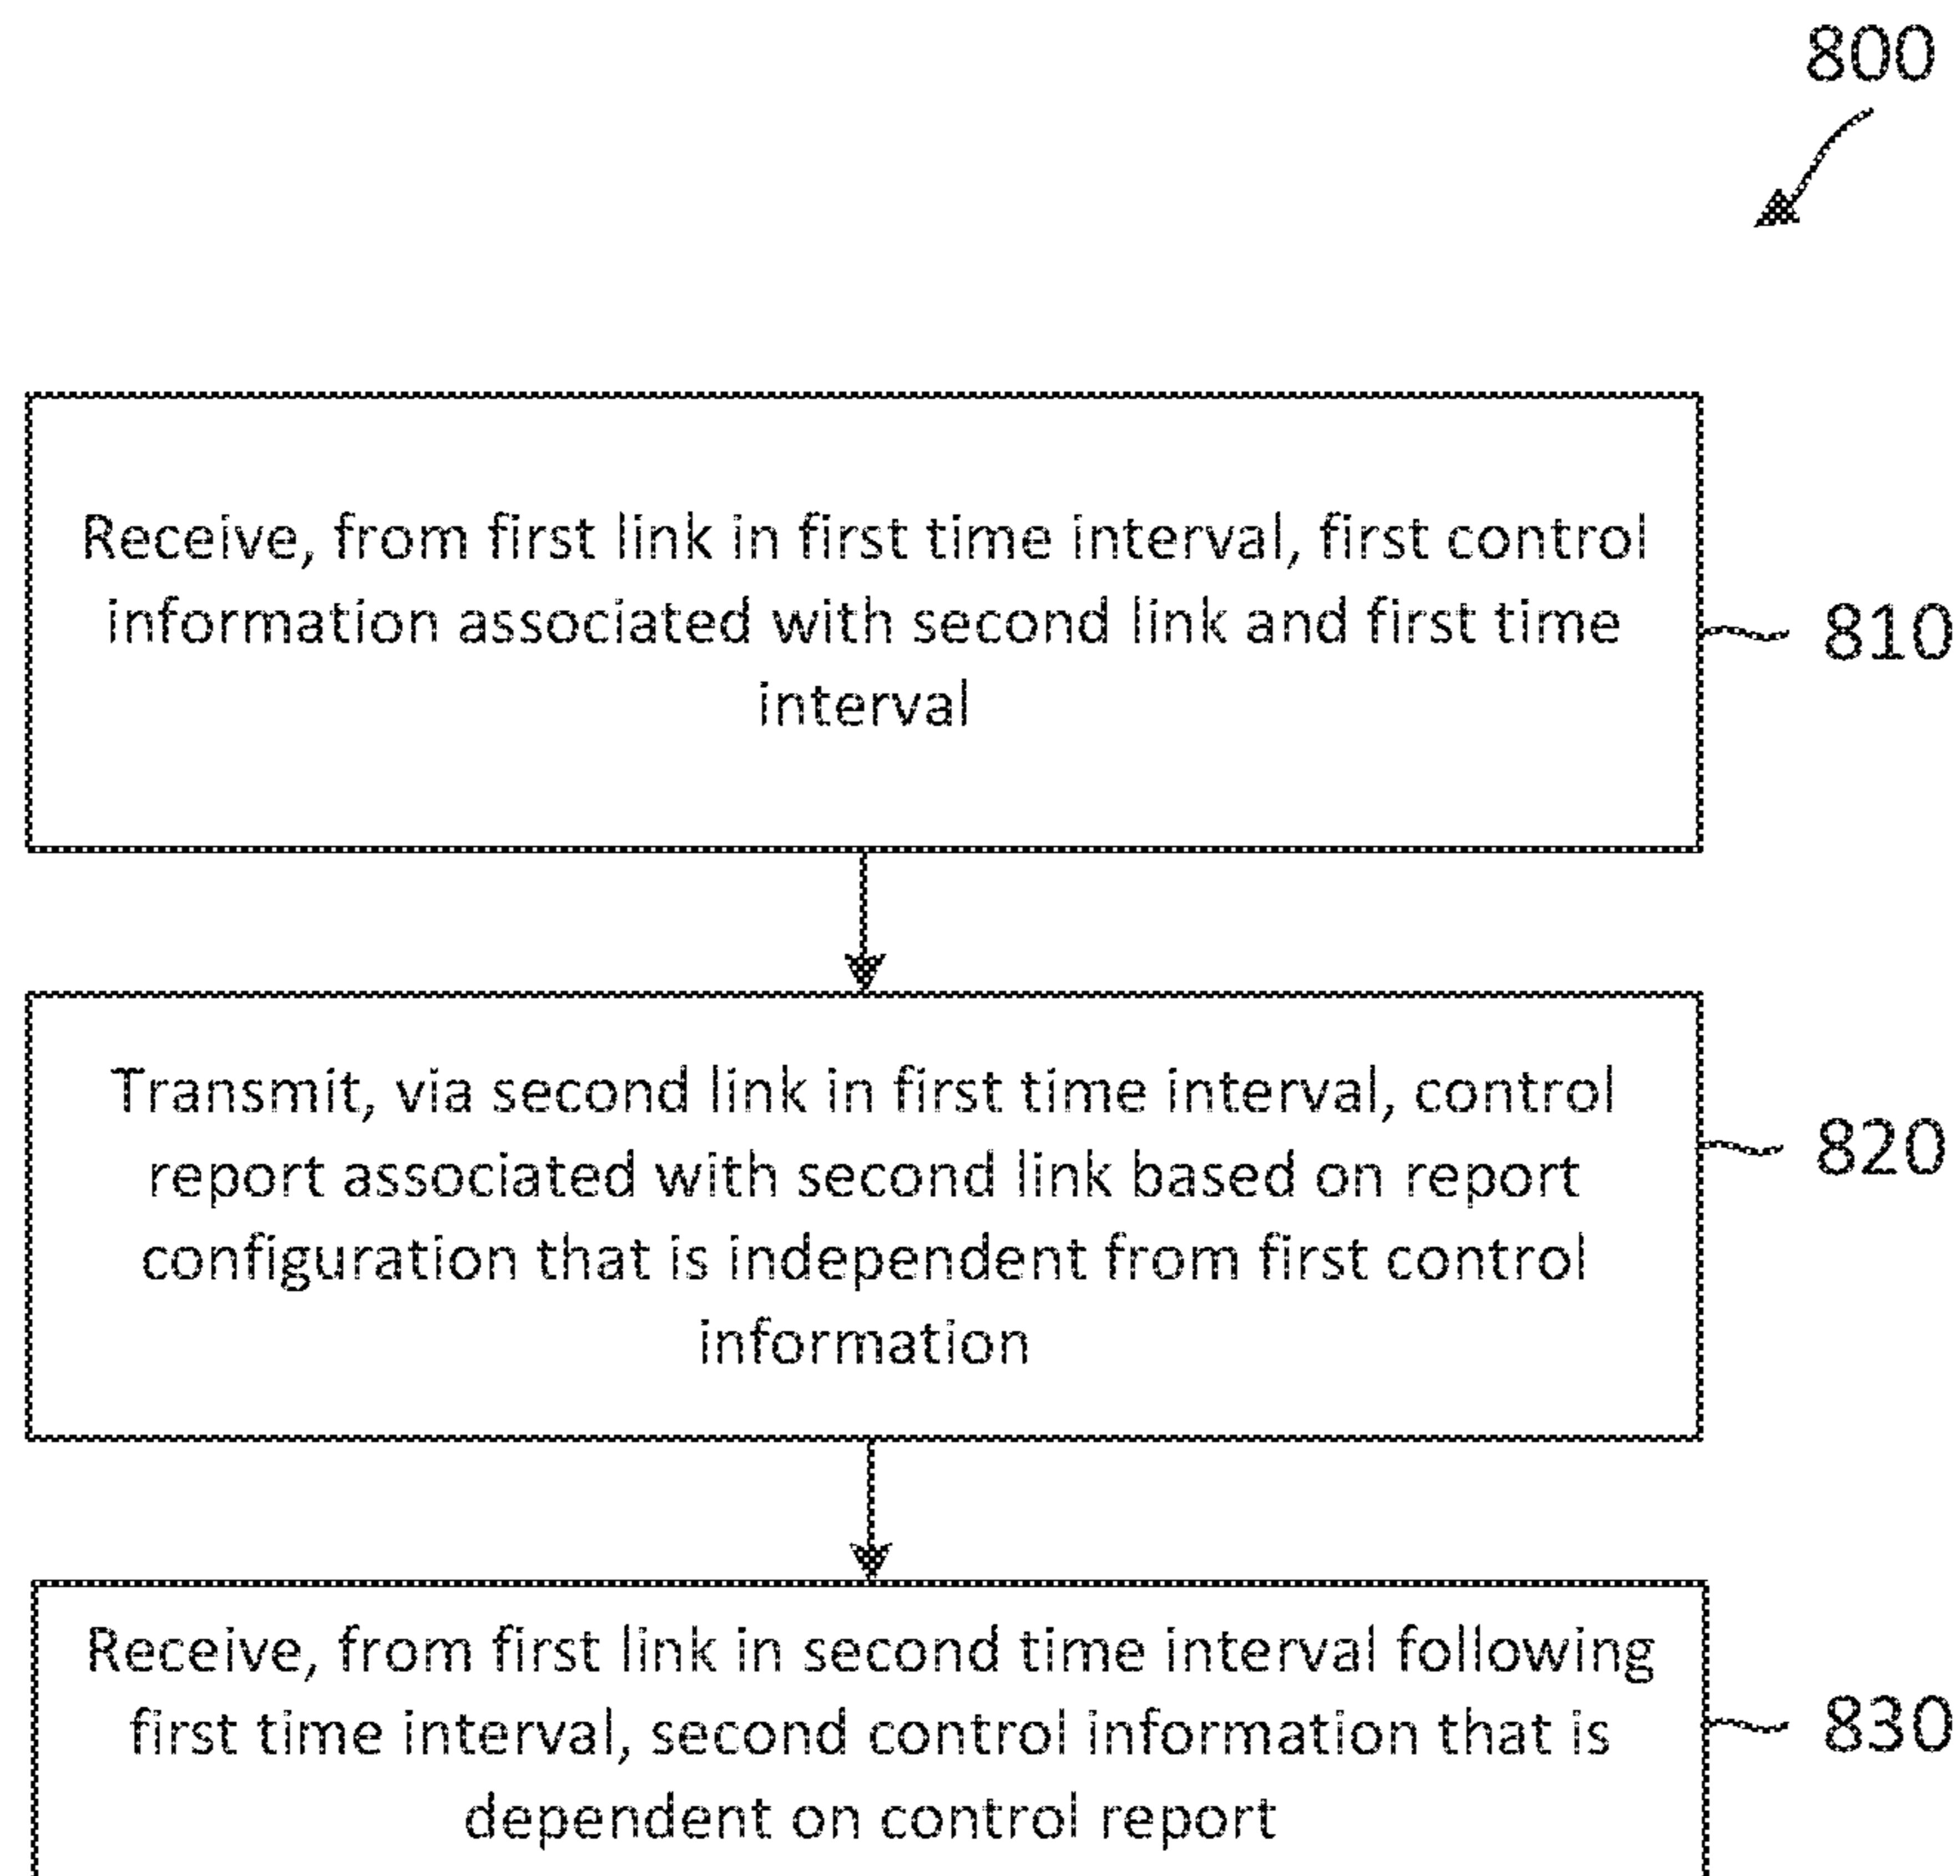 800
Receive, from first link in first time interval, first control
information associated with second link and first time
interval
810
Transmit, via second link in first time interval, control
report associated with second link based on report
configuration that is independent from first control
information
820
Receive, from first link in second time interval following
first time interval, second control information that is
dependent on control report
830